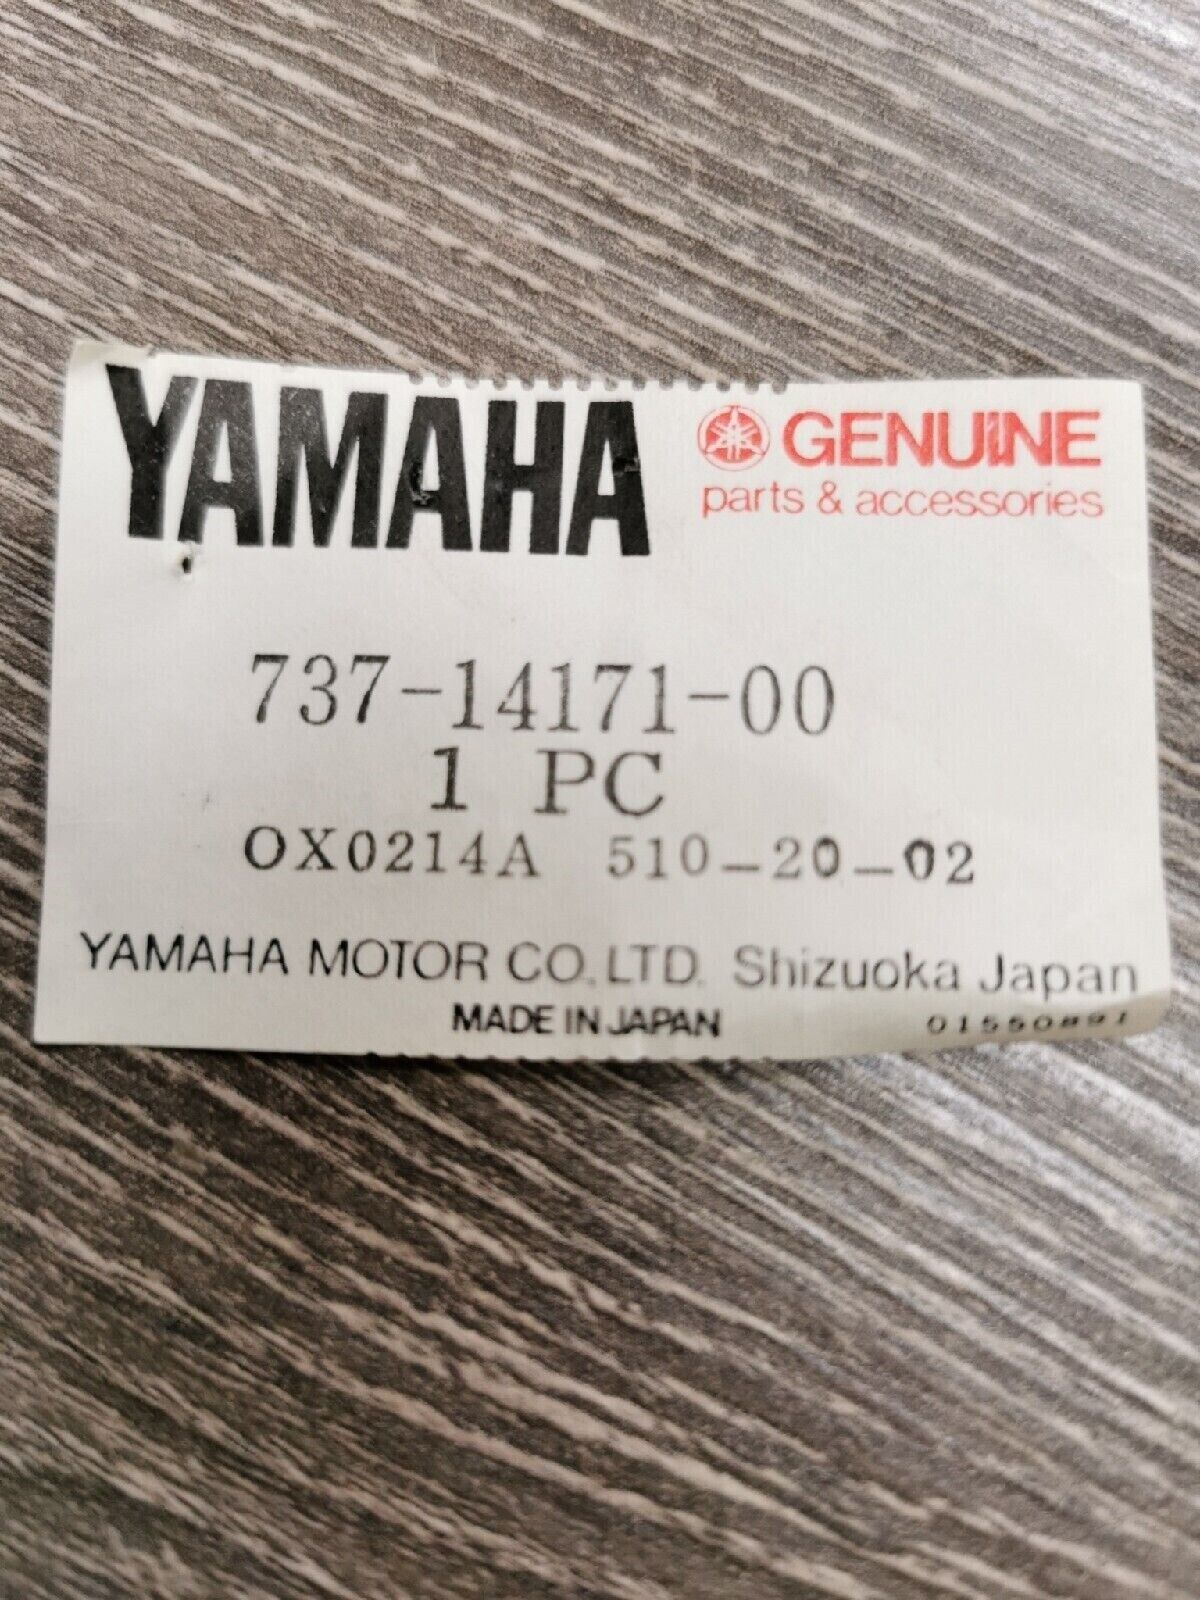 YAMAHA
GENUINE
parts & accessories
737-14171-00
1 PC
OX0214A 510-20-02
YAMAHA MOTOR CO.,LTD. Shizuoka Japan
MADE IN JAPAN
01550891